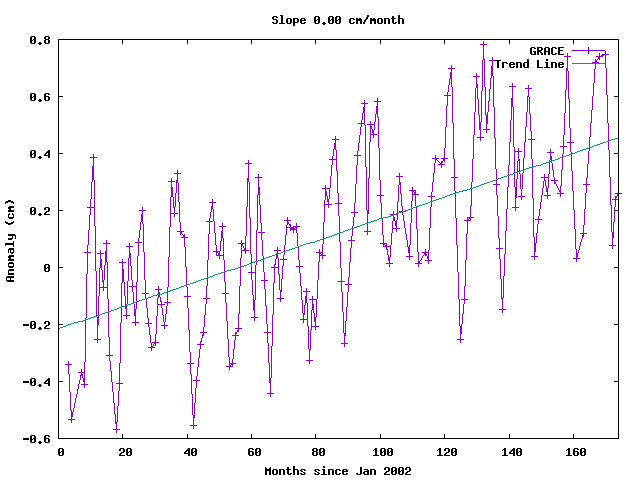 Slope 0.00 cm/month
0.8
GRACE
Trend Line
0.6
0.4
0.2
0
-0.2
-0.4
-0.6
Anomaly (cm)
0 20 40 60 80 100 120 140 160
Months since Jan 2002